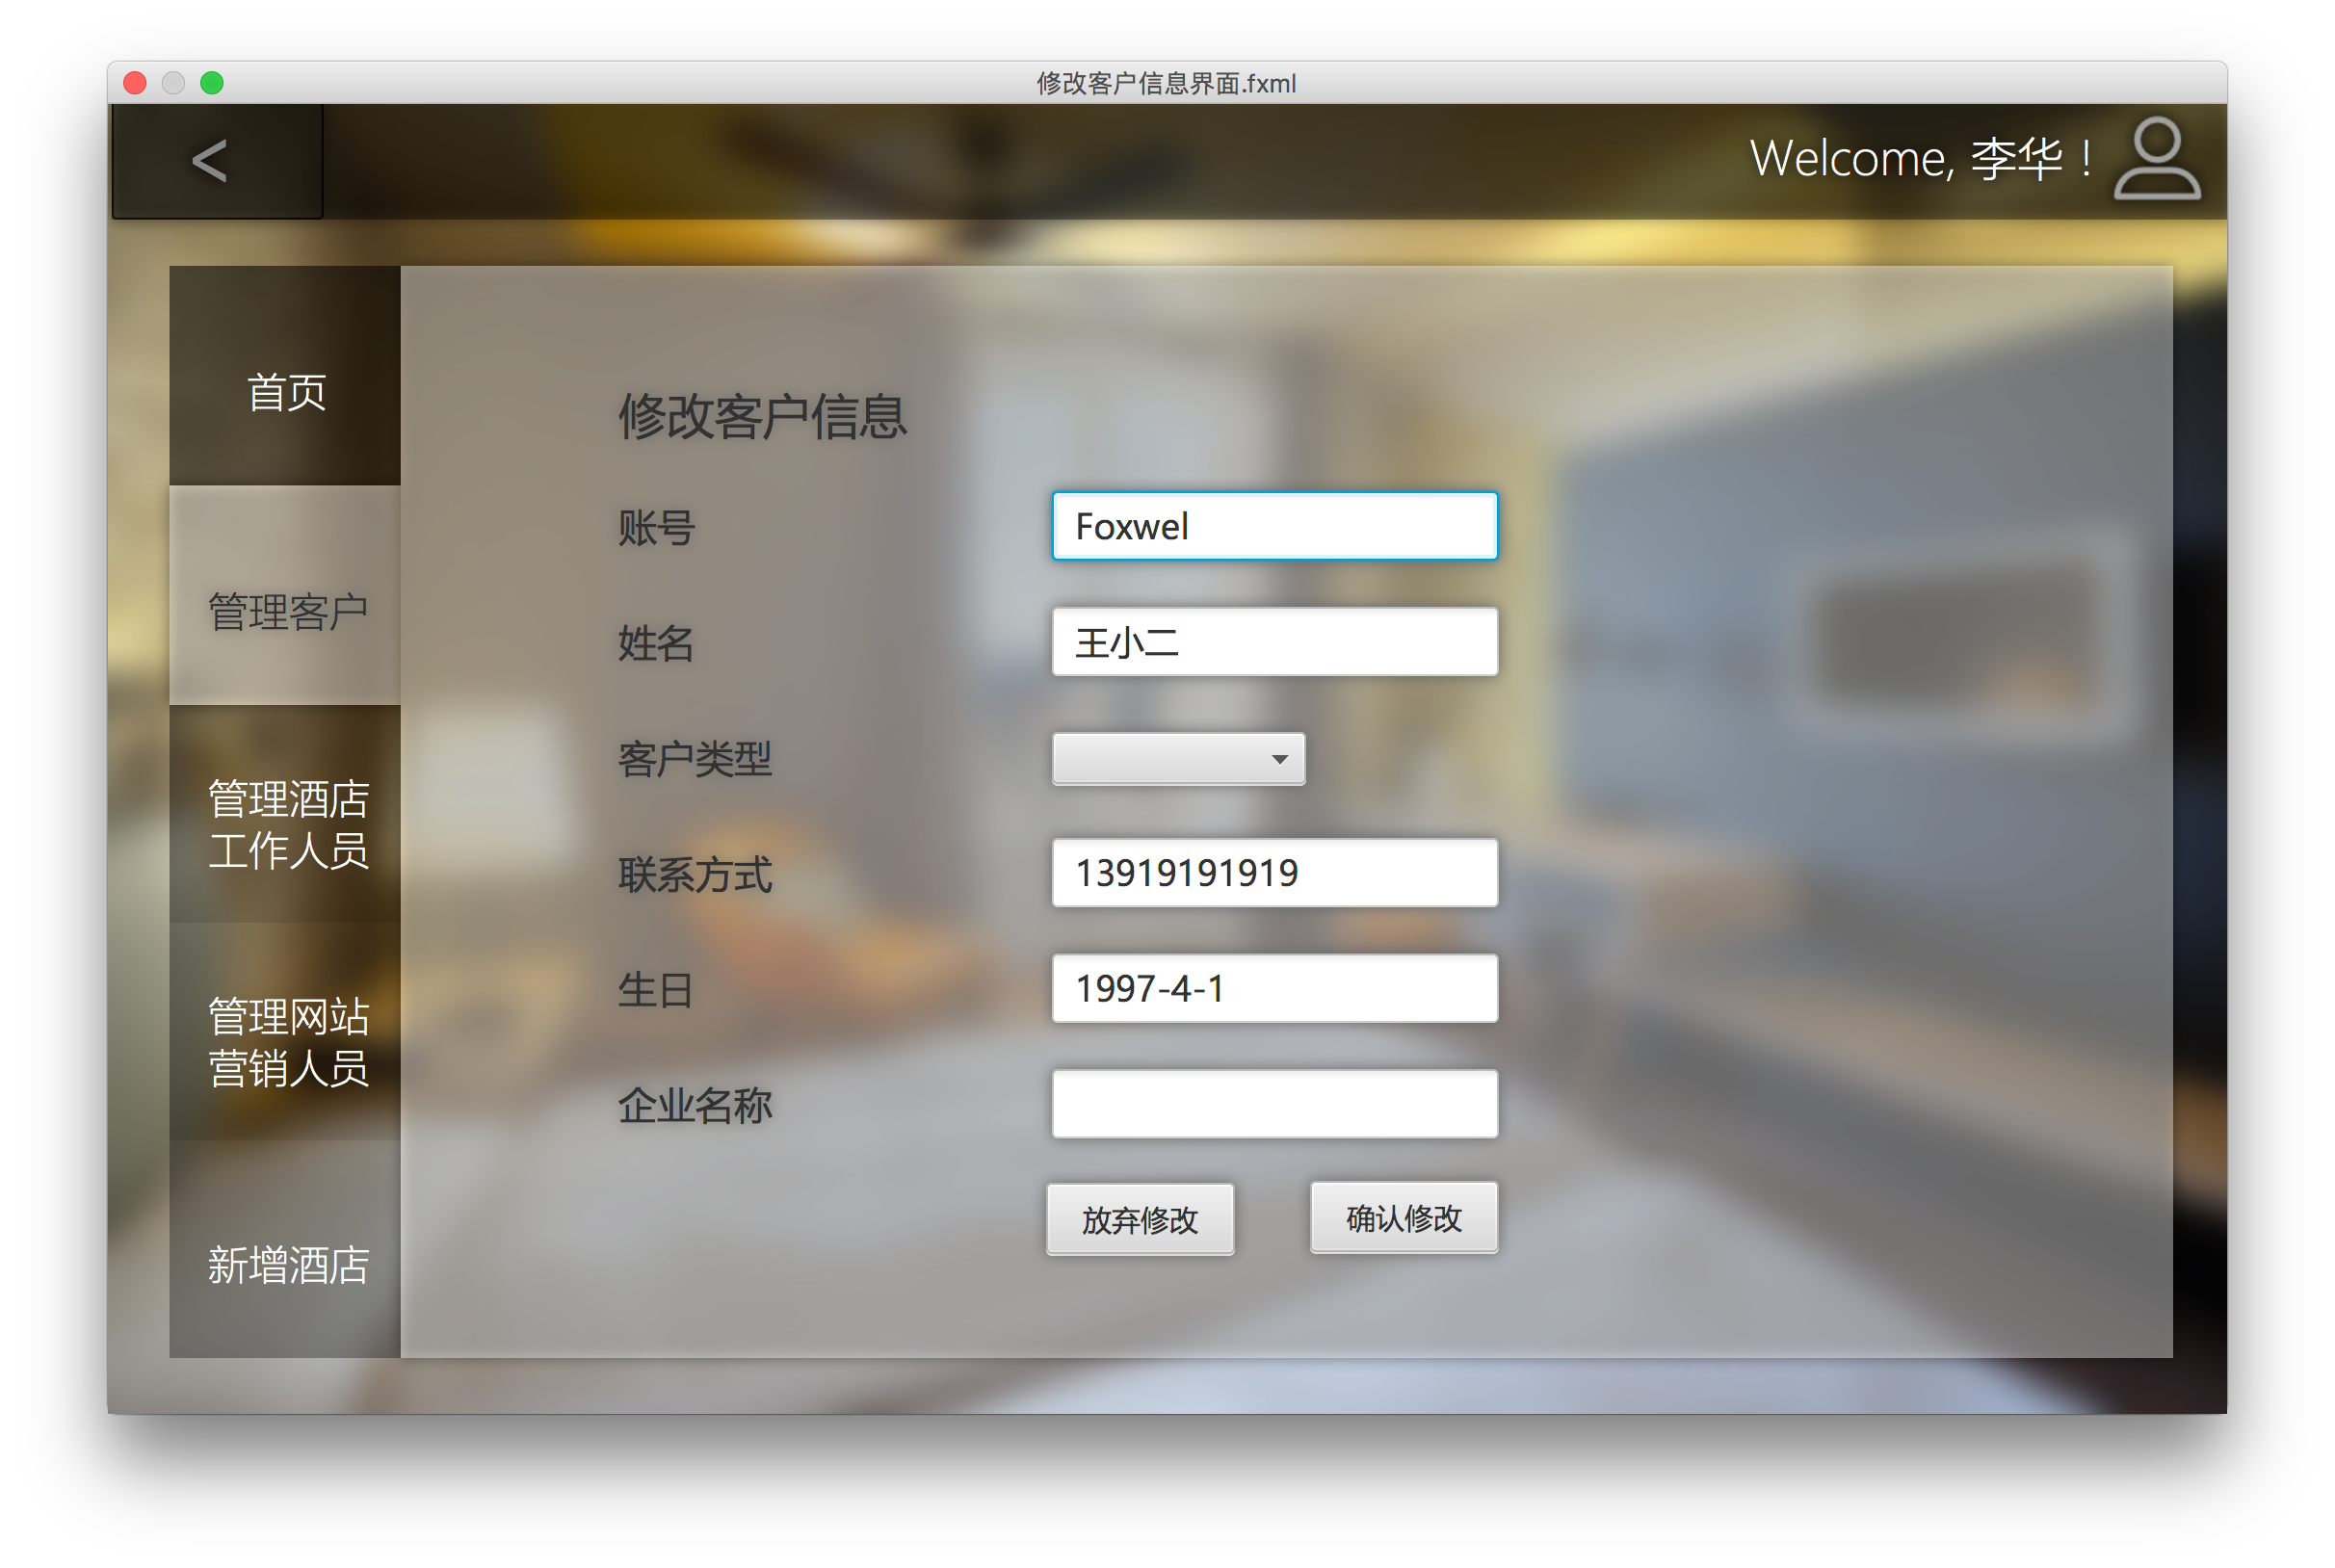 修改客户信息界面.fxml
<
Welcome, 李华！
首页
管理客户
管理酒店
工作人员
管理网站
营销人员
新增酒店
修改客户信息
账号
Foxwel
姓名
王小二
客户类型
联系方式
13919191919
生日
1997-4-1
企业名称
放弃修改
确认修改